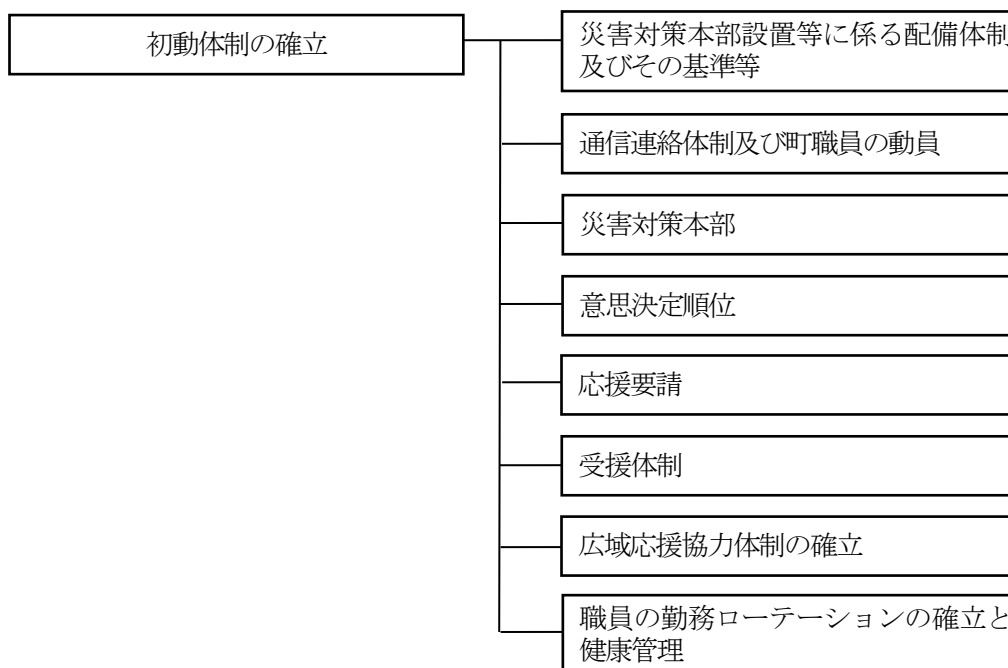 初動体制の確立
災害対策本部設置等に係る配備体制
及びその基準等
通信連絡体制及び町職員の動員
災害対策本部
意思決定順位
応援要請
受援体制
広域応援協力体制の確立
職員の勤務ローテーションの確立と
健康管理